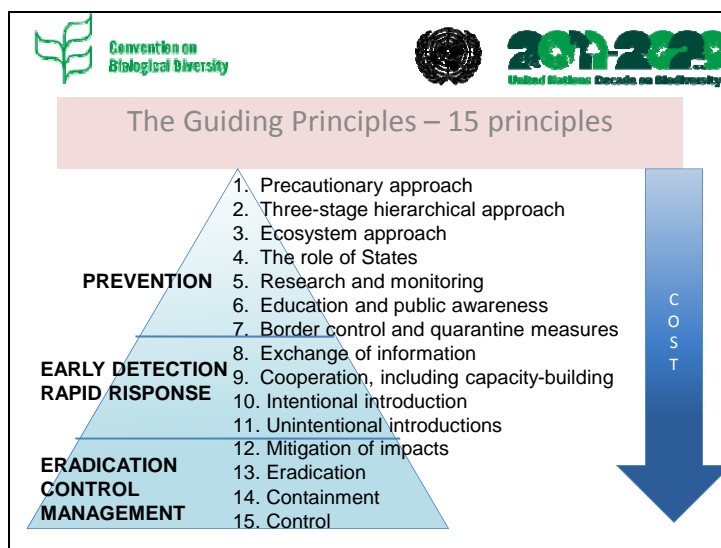 Convention on
Biological Diversity
2011-2020
United Nations Decade on Biodiversity
The Guiding Principles – 15 principles
1. Precautionary approach
2. Three-stage hierarchical approach
3. Ecosystem approach
4. The role of States
PREVENTION
5. Research and monitoring
6. Education and public awareness
7. Border control and quarantine measures
8. Exchange of information
EARLY DETECTION
RAPID RESPONSE
9. Cooperation, including capacity-building
10. Intentional introduction
11. Unintentional introductions
12. Mitigation of impacts
ERADICATION
CONTROL
MANAGEMENT
13. Eradication
14. Containment
15. Control
C
O
S
T